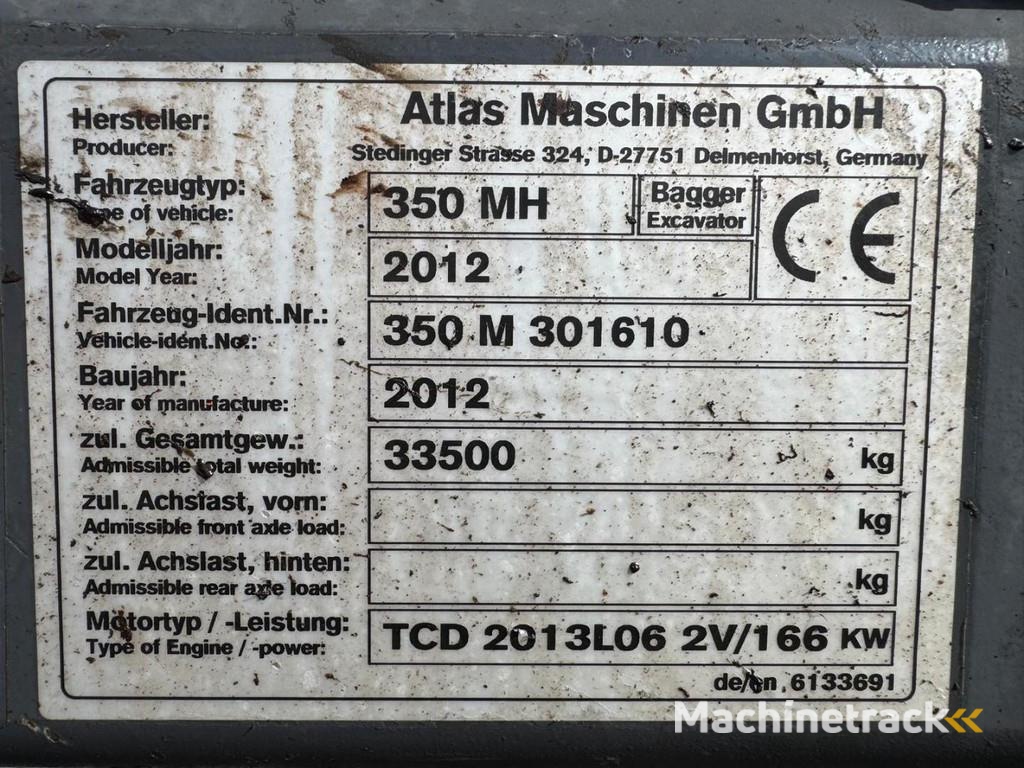 Hersteller: Atlas Maschinen GmbH
Producer: Stedinger Strasse 324, D-27751 Delmenhorst, Germany
Fahrzeugtyp: 350 MH Bagger CE
Type of vehicle: Excavator
Modelljahr: 2012
Model Year:
Fahrzeug-Ident.Nr.: 350 M 301610
Vehicle-ident.No.:
Baujahr: 2012
Year of manufacture:
zul. Gesamtgew.: 33500 kg
Admissible total weight:
zul. Achslast, vorn: kg
Admissible front axle load:
zul. Achslast, hinten: kg
Admissible rear axle load:
Motortyp / -Leistung: TCD 2013L06 2V/166 KW
Type of Engine / -power:
de/en 6133691
Machinetrack